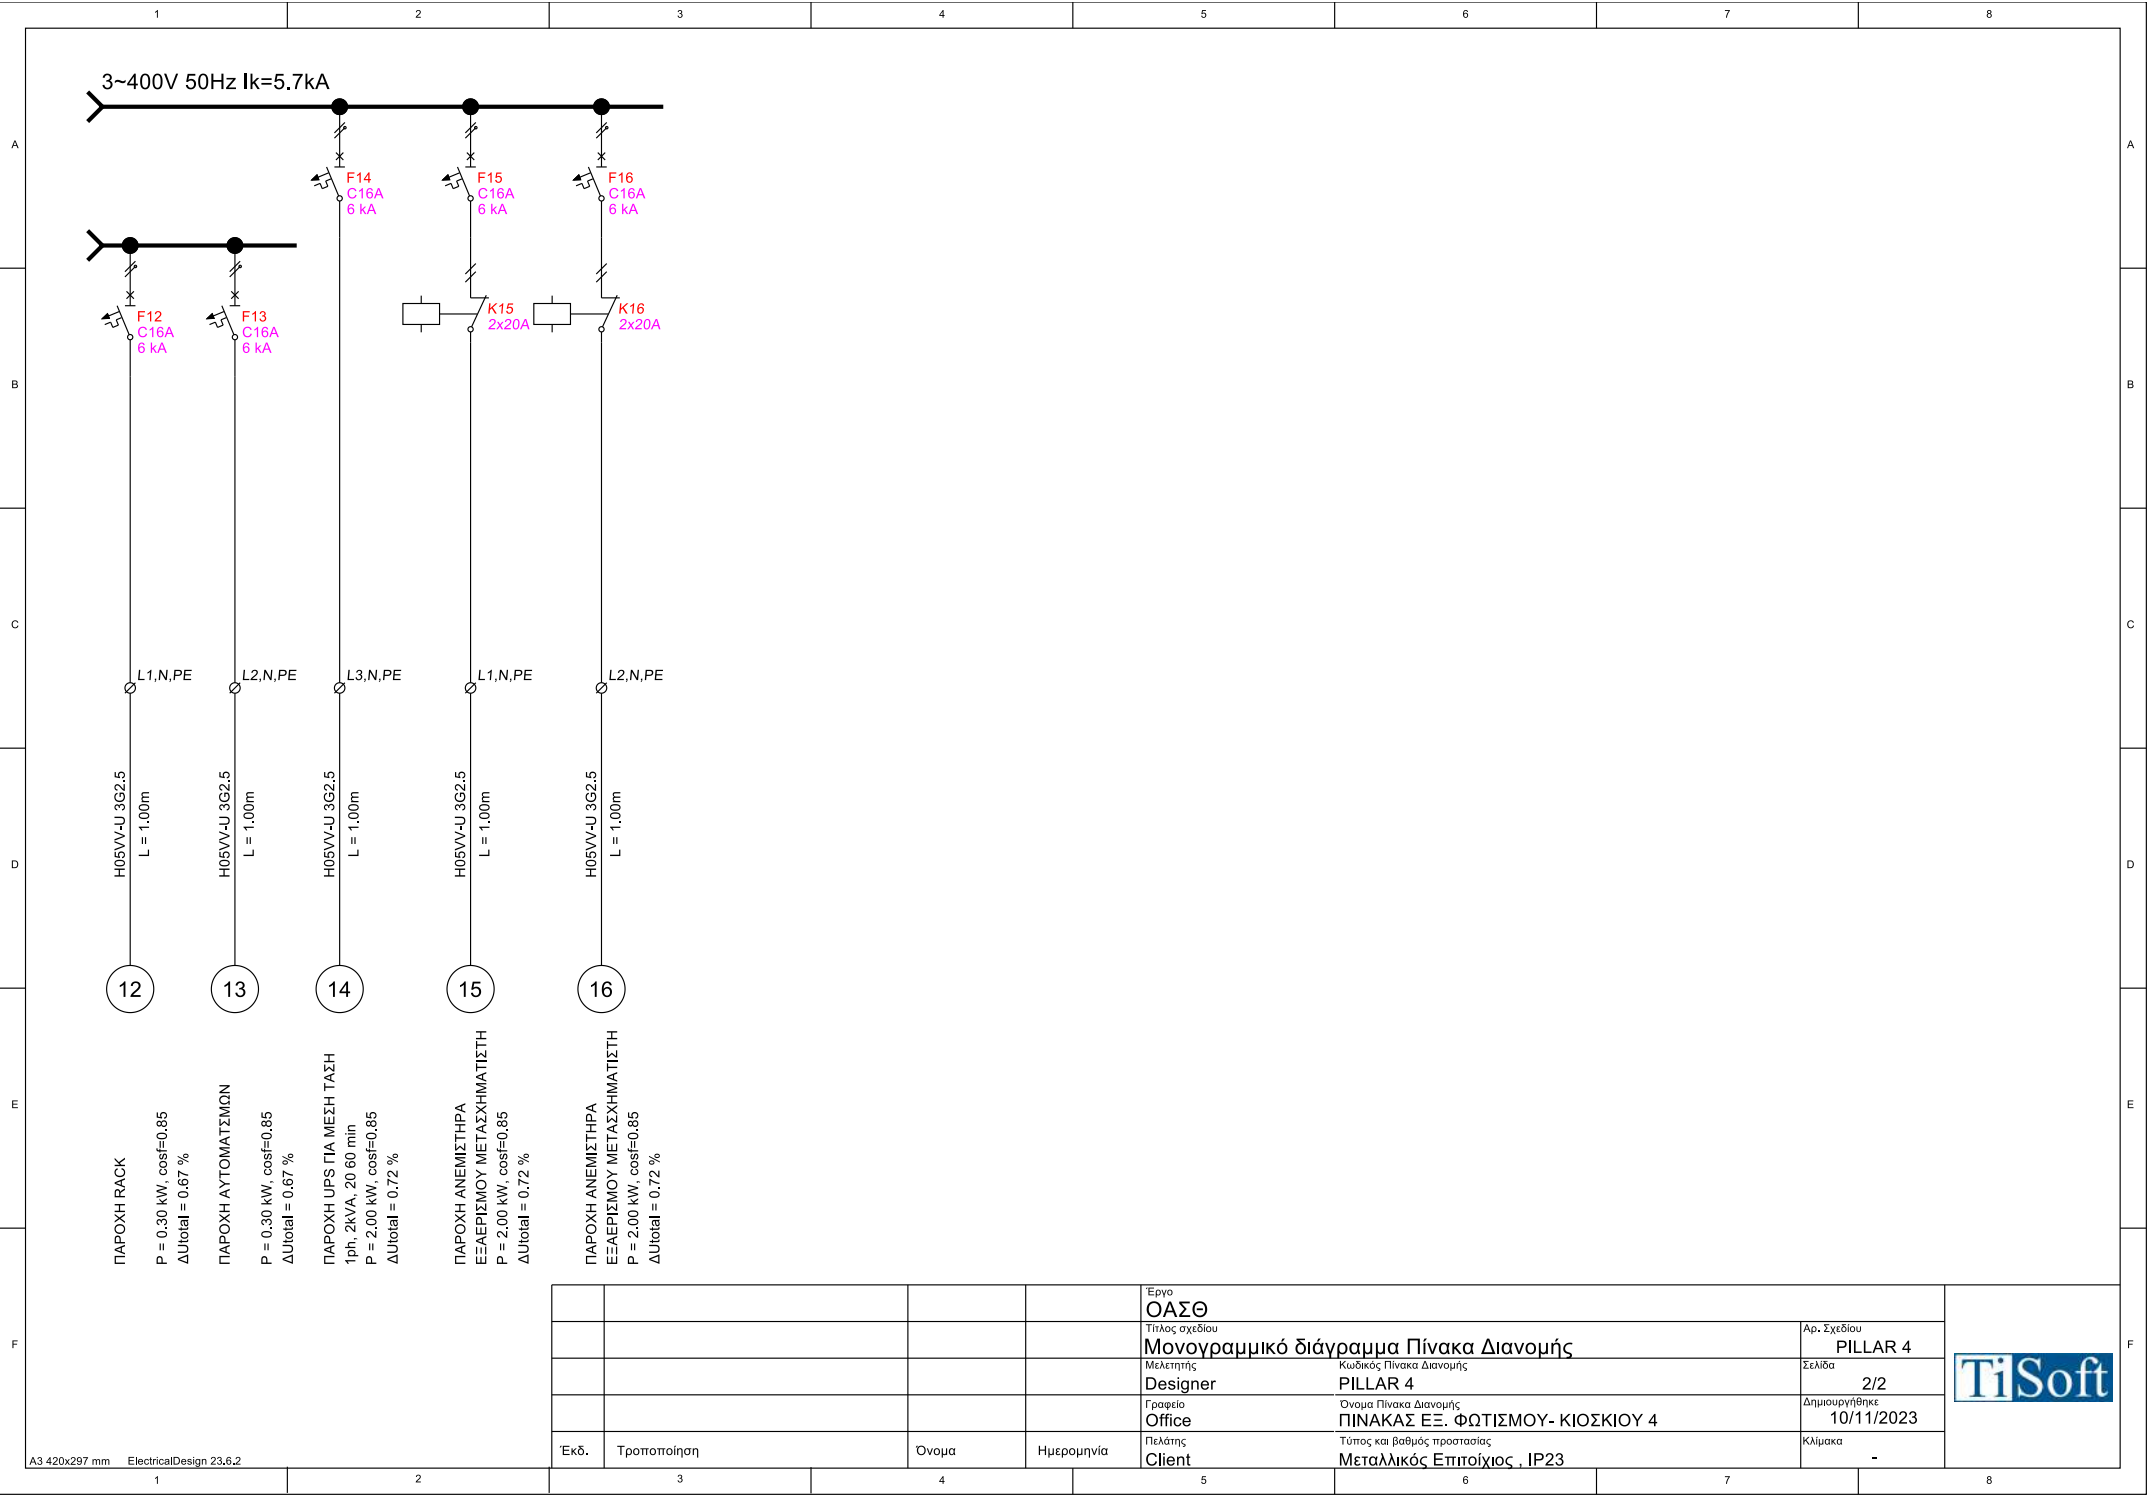 1 2 3 4 5 6 7 8
3~400V 50Hz Ik=5.7kA
A A
F14
C16A
6 kA
F15
C16A
6 kA
F16
C16A
6 kA
F12
C16A
6 kA
F13
C16A
6 kA
K15
2x20A
K16
2x20A
B B
C C
L1,N,PE
L2,N,PE
L3,N,PE
L1,N,PE
L2,N,PE
H05VV-U 3G2.5
L = 1.00m
H05VV-U 3G2.5
L = 1.00m
H05VV-U 3G2.5
L = 1.00m
H05VV-U 3G2.5
L = 1.00m
H05VV-U 3G2.5
L = 1.00m
D D
12
13
14
15
16
E E
ΠΑΡΟΧΗ RACK
P = 0.30 kW, cosf=0.85
ΔUtotal = 0.67 %
ΠΑΡΟΧΗ ΑΥΤΟΜΑΤΣΜΩΝ
P = 0.30 kW, cosf=0.85
ΔUtotal = 0.67 %
ΠΑΡΟΧΗ UPS ΓΙΑ ΜΕΣΗ ΤΑΣΗ
1ph, 2kVA, 20 60 min
P = 2.00 kW, cosf=0.85
ΔUtotal = 0.72 %
ΠΑΡΟΧΗ ΑΝΕΜΙΣΤΗΡΑ
ΕΞΑΕΡΙΣΜΟΥ ΜΕΤΑΣΧΗΜΑΤΙΣΤΗ
P = 2.00 kW, cosf=0.85
ΔUtotal = 0.72 %
ΠΑΡΟΧΗ ΑΝΕΜΙΣΤΗΡΑ
ΕΞΑΕΡΙΣΜΟΥ ΜΕΤΑΣΧΗΜΑΤΙΣΤΗ
P = 2.00 kW, cosf=0.85
ΔUtotal = 0.72 %
F F
Έργο
ΟΑΣΘ
Τίτλος σχεδίου
Μονογραμμικό διάγραμμα Πίνακα Διανομής
Αρ. Σχεδίου
PILLAR 4
Μελετητής
Designer
Κωδικός Πίνακα Διανομής
PILLAR 4
Σελίδα
2/2
Γραφείο
Office
Όνομα Πίνακα Διανομής
ΠΙΝΑΚΑΣ ΕΞ. ΦΩΤΙΣΜΟΥ- ΚΙΟΣΚΙΟΥ 4
Δημιουργήθηκε
10/11/2023
Πελάτης
Client
Τύπος και βαθμός προστασίας
Μεταλλικός Επιτοίχιος , IP23
Κλίμακα
-
TiSoft
Έκδ. Τροποποίηση Όνομα Ημερομηνία
A3 420x297 mm ElectricalDesign 23.6.2
1 2 3 4 5 6 7 8